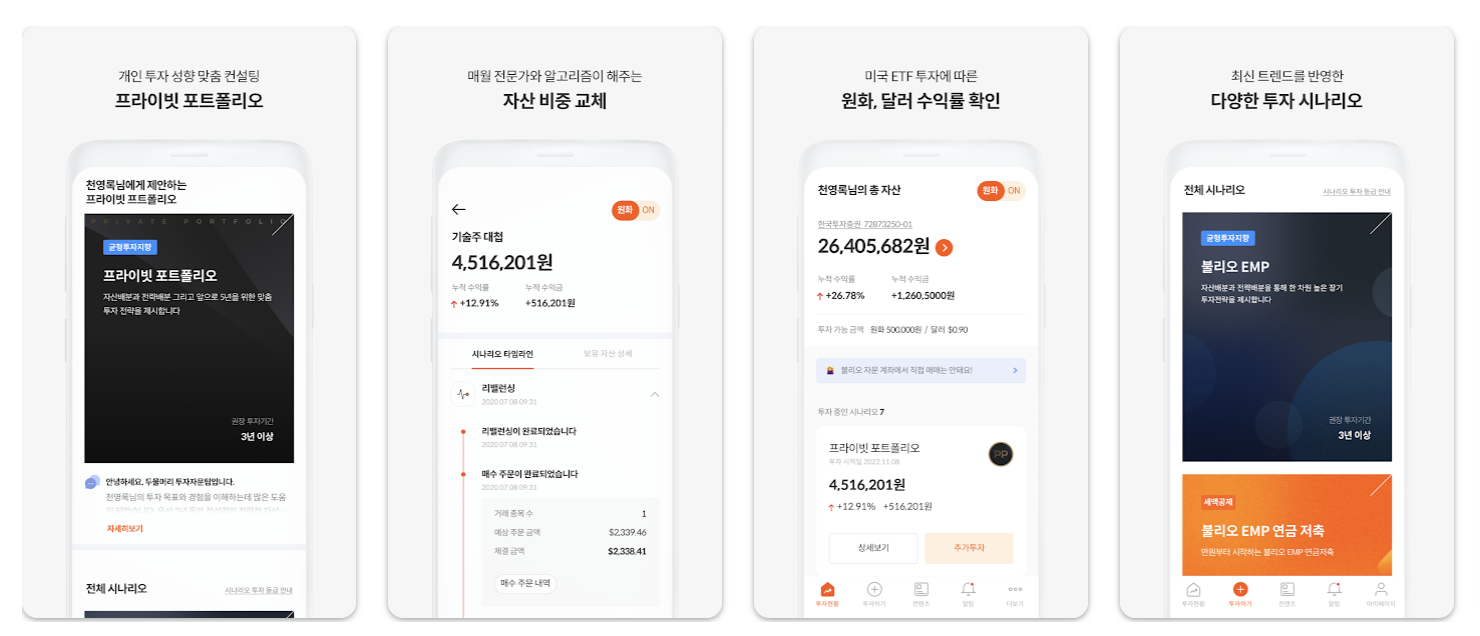 개인 투자 성향 맞춤 컨설팅
프라이빗 포트폴리오
천영록님에게 제안하는
프라이빗 프트폴리오
PRIVATE PORTFOLIO
균형투자지향
프라이빗 포트폴리오
자산배분과 전략배분 그리고 앞으로 5년을 위한 맞춤
투자 전략을 제시합니다
권장 투자기간
3년 이상
안녕하세요. 두물머리 투자자문팀입니다.
천영록님의 투자 목표와 경험을 이해하는데 많은 도움
자세히보기
전체 시나리오
시나리오 투자 등급 안내
매월 전문가와 알고리즘이 해주는
자산 비중 교체
원화 ON
기술주 대첩
4,516,201원
누적 수익률 누적 수익금
+12.91% +516,201원
시나리오 타임라인 보유 자산 상세
리밸런싱
2020.07.08 09:31
리밸런싱이 완료되었습니다
2020.07.08 09:31
매수 주문이 완료되었습니다
2020.07.08 09:31
거래 종목 수 1
예상 주문 금액 $2,339.46
체결 금액 $2,338.41
매수 주문 내역
미국 ETF 투자에 따른
원화, 달러 수익률 확인
천영록님의 총 자산
원화 ON
한국투자증권 72873250-01
26,405,682원
누적 수익률 누적 수익금
+26.78% +1,260,5000원
투자 가능 금액 원화 500.000원 / 달러 $0.90
불리오 자문 계좌에서 직접 매매는 안돼요!
투자 중인 시나리오 7
프라이빗 포트폴리오
투자 시작일 2022.11.08
PP
4,516,201원
+12.91% +516,201원
상세보기 추가투자
투자현황 투자하기 컨텐츠 알림 더보기
최신 트렌드를 반영한
다양한 투자 시나리오
전체 시나리오
시나리오 투자 등급 안내
균형투자지향
불리오 EMP
자산배분과 전략배분을 통해 한 차원 높은 장기
투자전략을 제시합니다
권장 투자기간
3년 이상
세액공제
불리오 EMP 연금 저축
만원부터 시작하는 불리오 EMP 연금저축
투자현황 투자하기 컨텐츠 알림 마이페이지